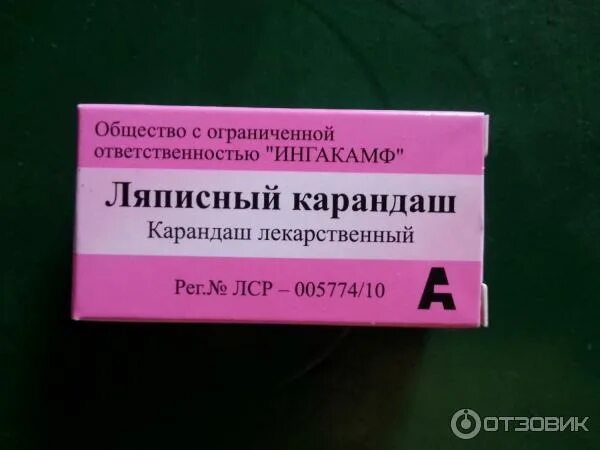 Общество с ограниченной
ответственностью "ИНГАКАМФ"
Ляписный карандаш
Карандаш лекарственный
Рег.№ ЛСР – 005774/10
А
ОТЗОВИК